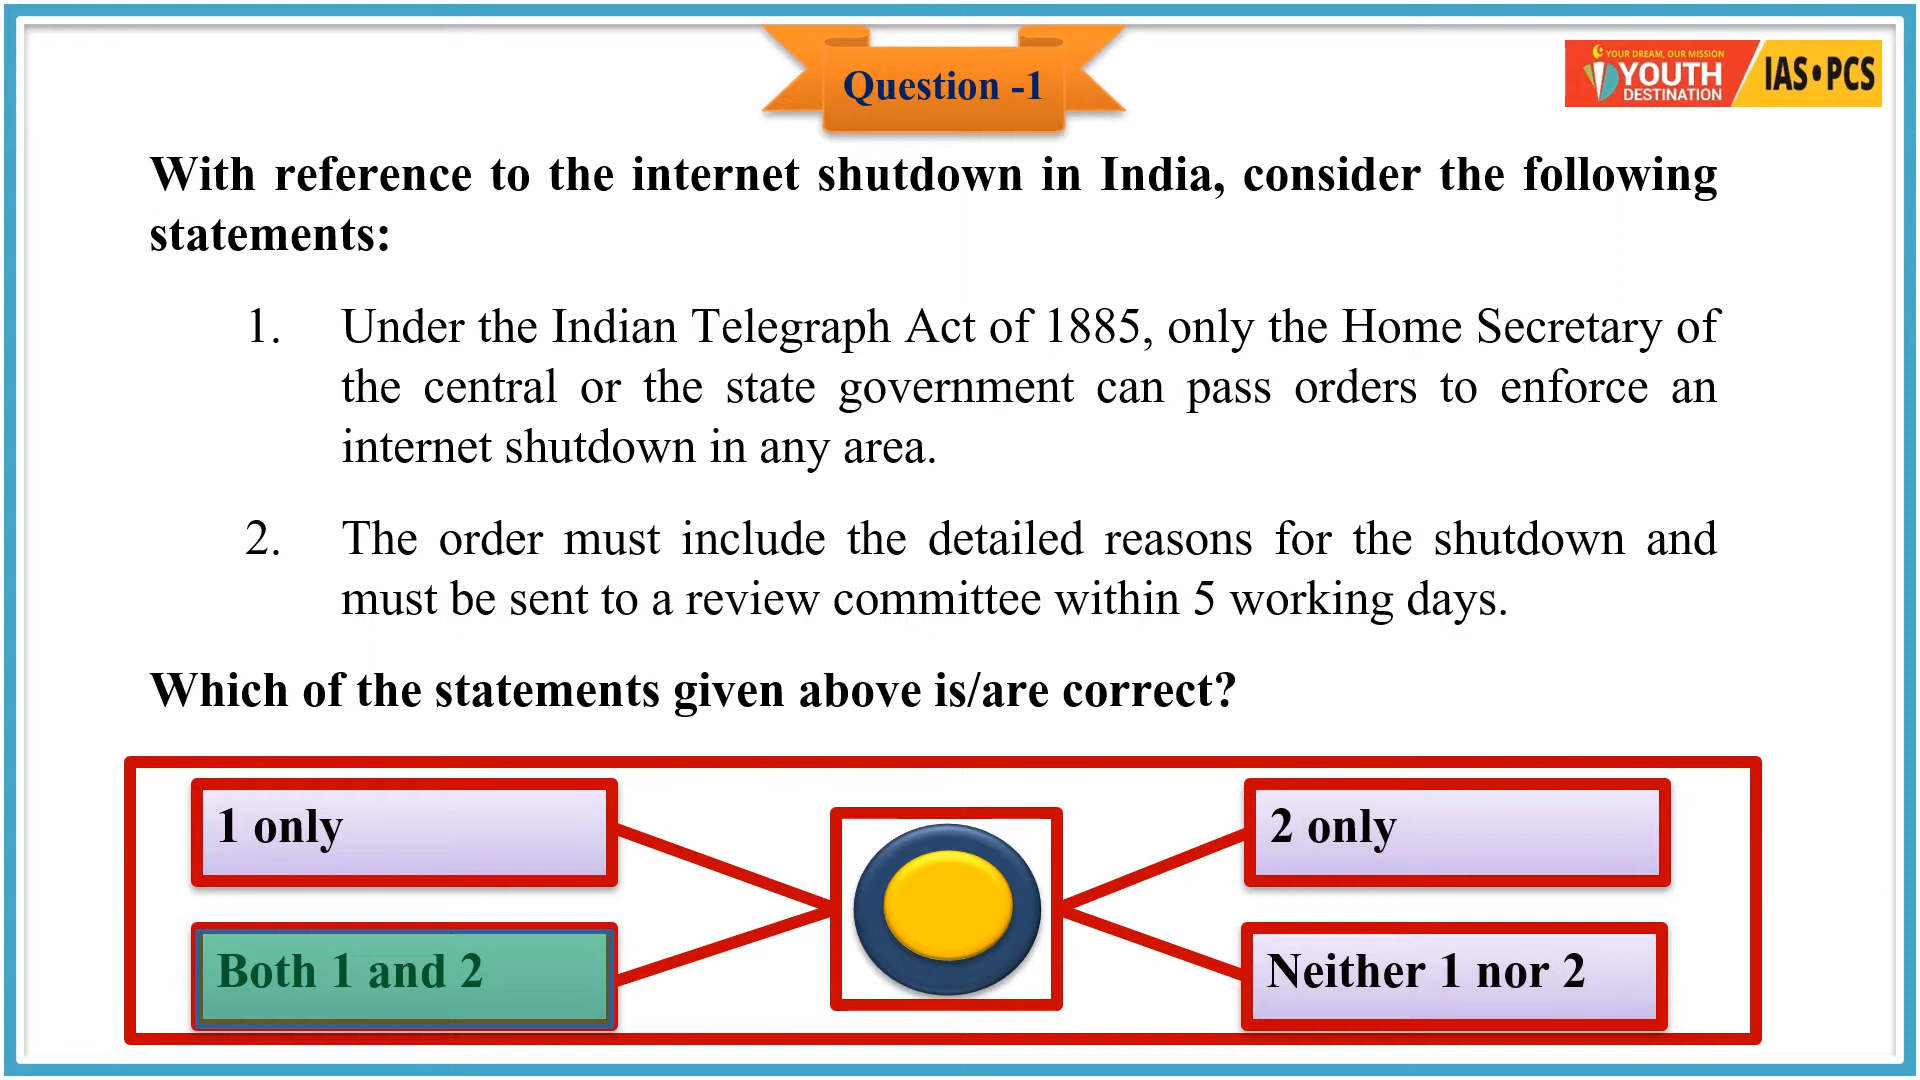 Question -1
YOUR DREAM, OUR MISSION
YOUTH
DESTINATION
IAS•PCS
With reference to the internet shutdown in India, consider the following
statements:
1. Under the Indian Telegraph Act of 1885, only the Home Secretary of
the central or the state government can pass orders to enforce an
internet shutdown in any area.
2. The order must include the detailed reasons for the shutdown and
must be sent to a review committee within 5 working days.
Which of the statements given above is/are correct?
1 only
2 only
Both 1 and 2
Neither 1 nor 2